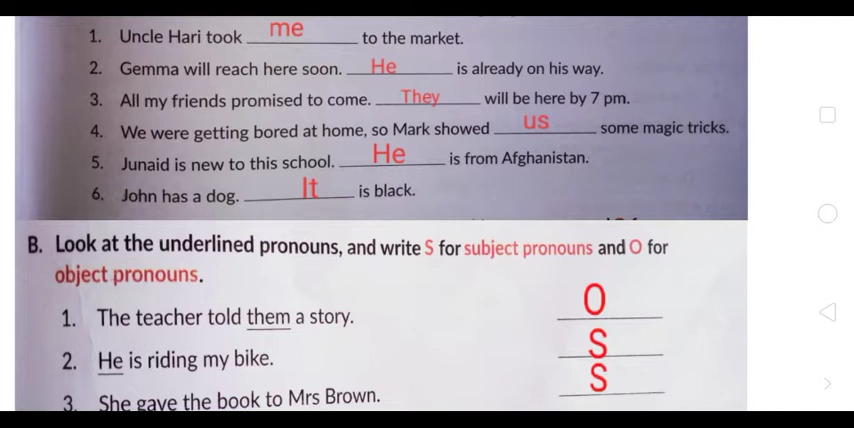 1. Uncle Hari took me to the market.
2. Gemma will reach here soon. He is already on his way.
3. All my friends promised to come. They will be here by 7 pm.
4. We were getting bored at home, so Mark showed us some magic tricks.
5. Junaid is new to this school. He is from Afghanistan.
6. John has a dog. It is black.
B. Look at the underlined pronouns, and write S for subject pronouns and O for
object pronouns.
1. The teacher told them a story. O
2. He is riding my bike. S
3. She gave the book to Mrs Brown. S